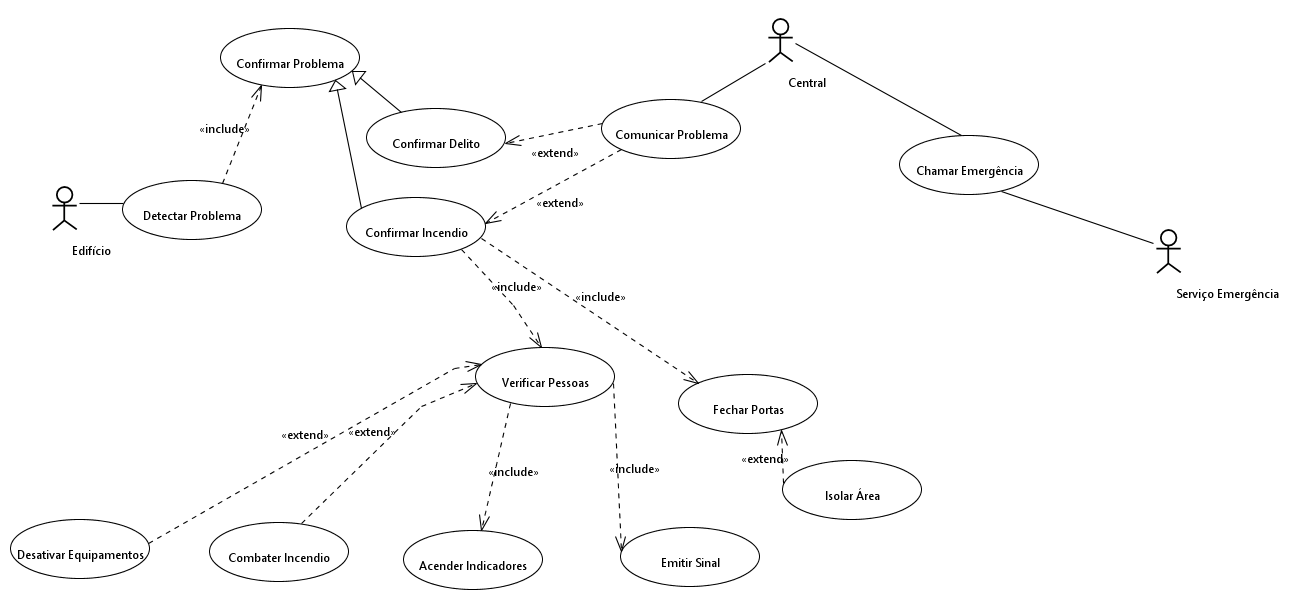 Confirmar Problema
Central
«include»
Confirmar Delito
Comunicar Problema
«extend»
Chamar Emergência
Detectar Problema
«extend»
Edifício
Confirmar Incendio
«include»
«include»
Serviço Emergência
Verificar Pessoas
Fechar Portas
«extend»
«extend»
«extend»
«include»
«include»
Isolar Área
Desativar Equipamentos
Combater Incendio
Acender Indicadores
Emitir Sinal